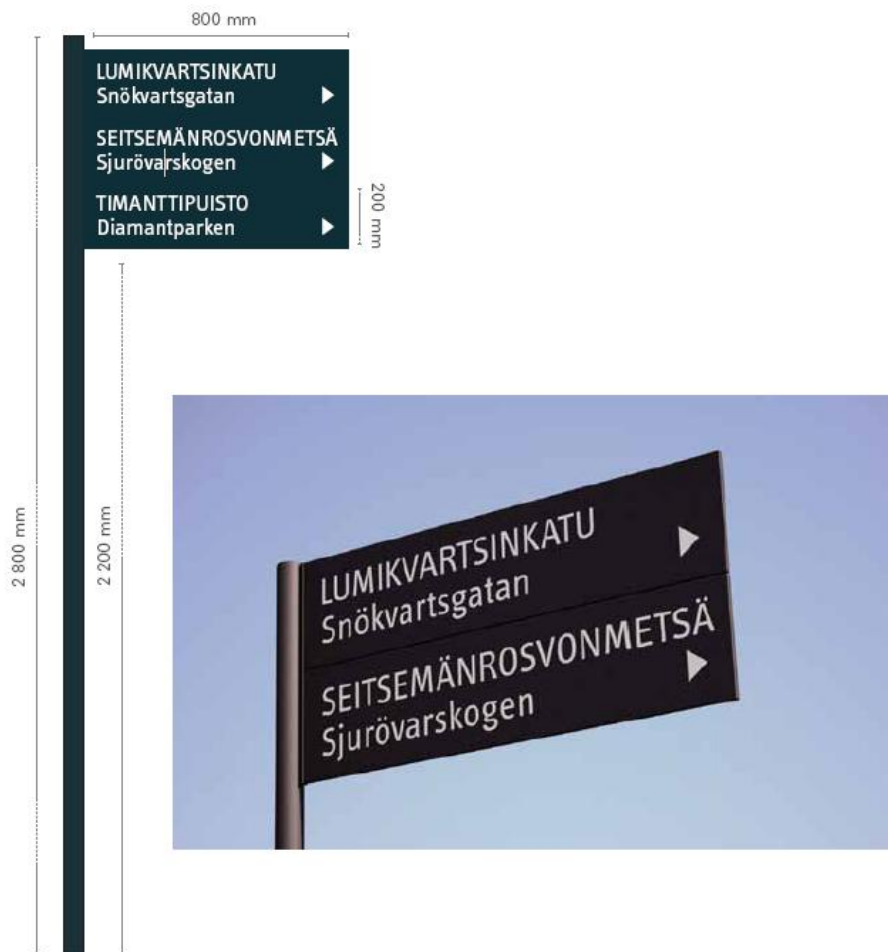 800 mm
LUMIKVARTSINKATU
Snökvartsgatan
SEITSEMÄNROSVONMETSÄ
Sjurövarskogen
TIMANTTIPUISTO
Diamantparken
200 mm
2 800 mm
2 200 mm
LUMIKVARTSINKATU
Snökvartsgatan
SEITSEMÄNROSVONMETSÄ
Sjurövarskogen